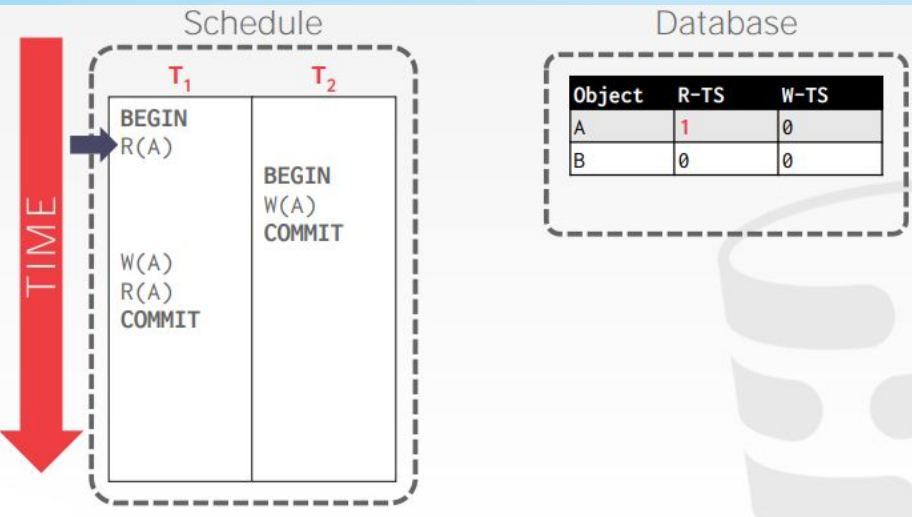 Schedule
Database
TIME
T1
T2
BEGIN
R(A)
BEGIN
W(A)
COMMIT
W(A)
R(A)
COMMIT
Object R-TS W-TS
A 1 0
B 0 0